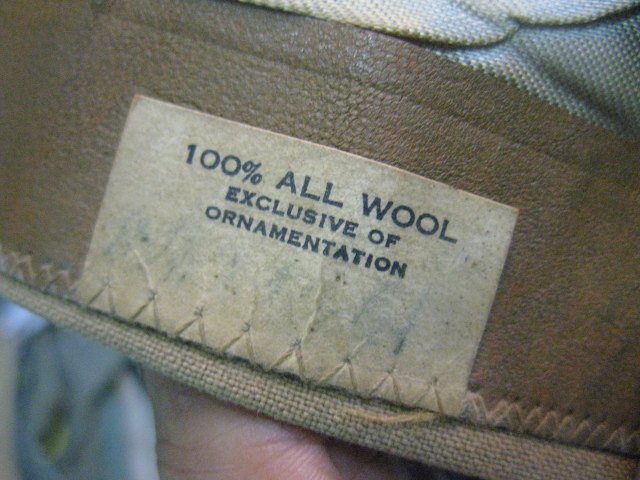 100% ALL WOOL
EXCLUSIVE OF
ORNAMENTATION